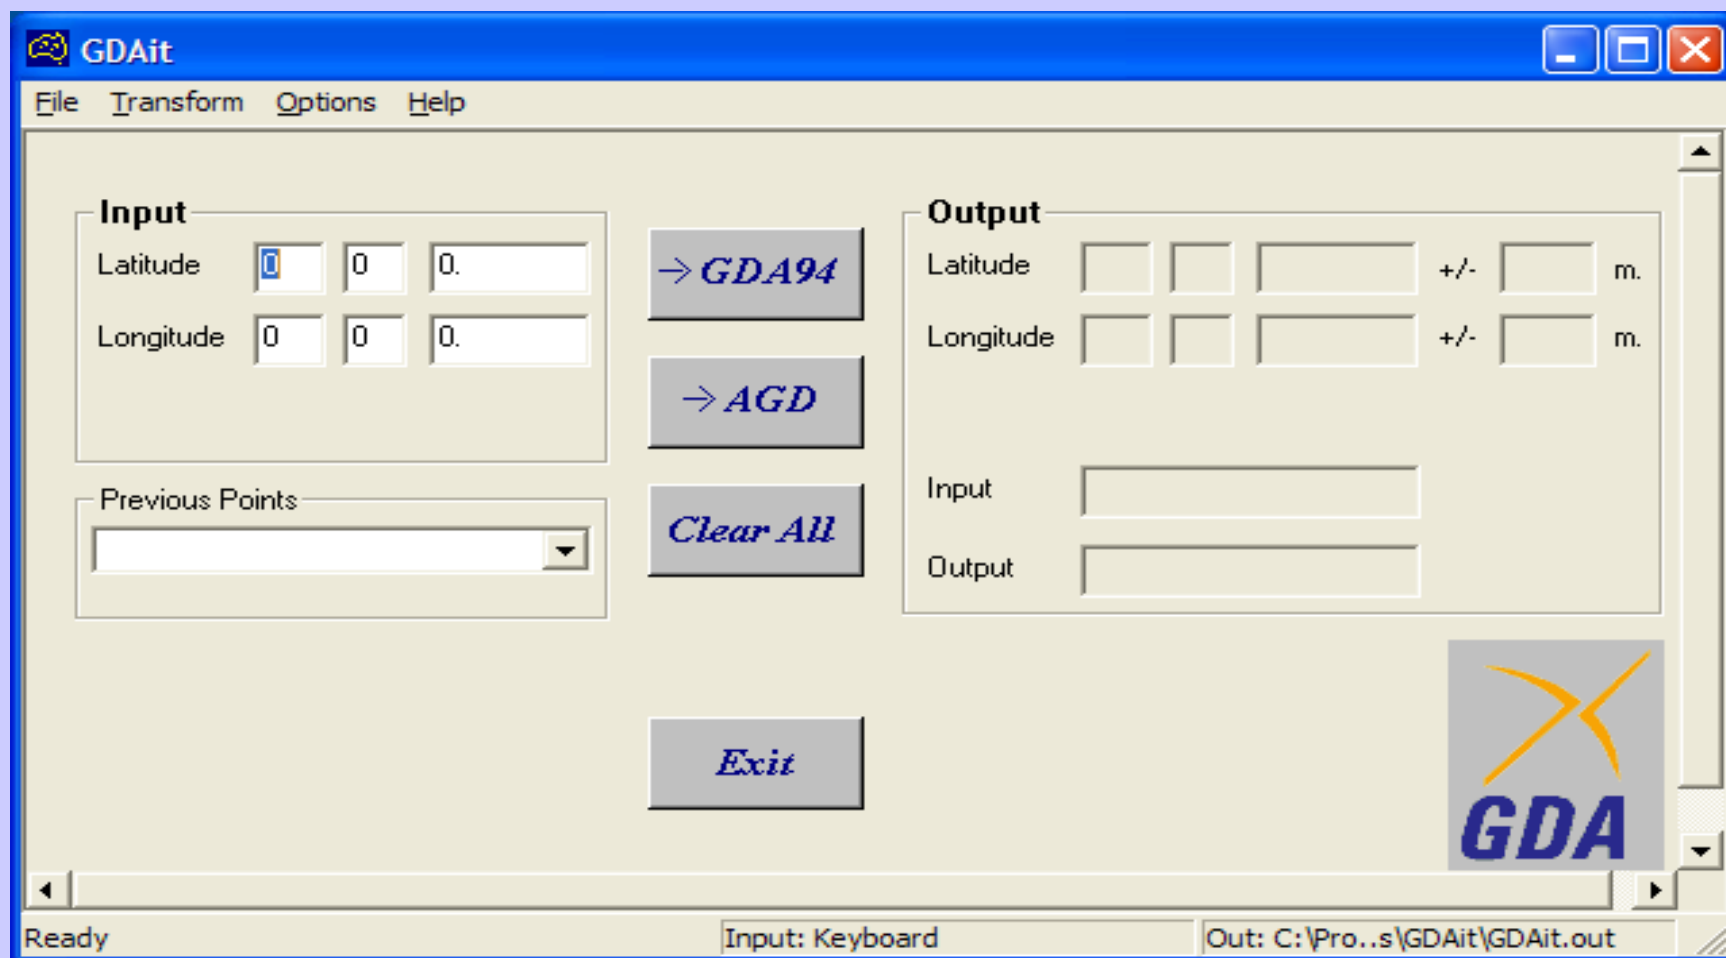 GDAit
File Transform Options Help
Input
Latitude 0 0 0.
Longitude 0 0 0.
Previous Points
→ GDA94
→ AGD
Clear All
Exit
Output
Latitude +/- m.
Longitude +/- m.
Input
Output
GDA
Ready Input: Keyboard Out: C:\Pro..s\GDAit\GDAit.out